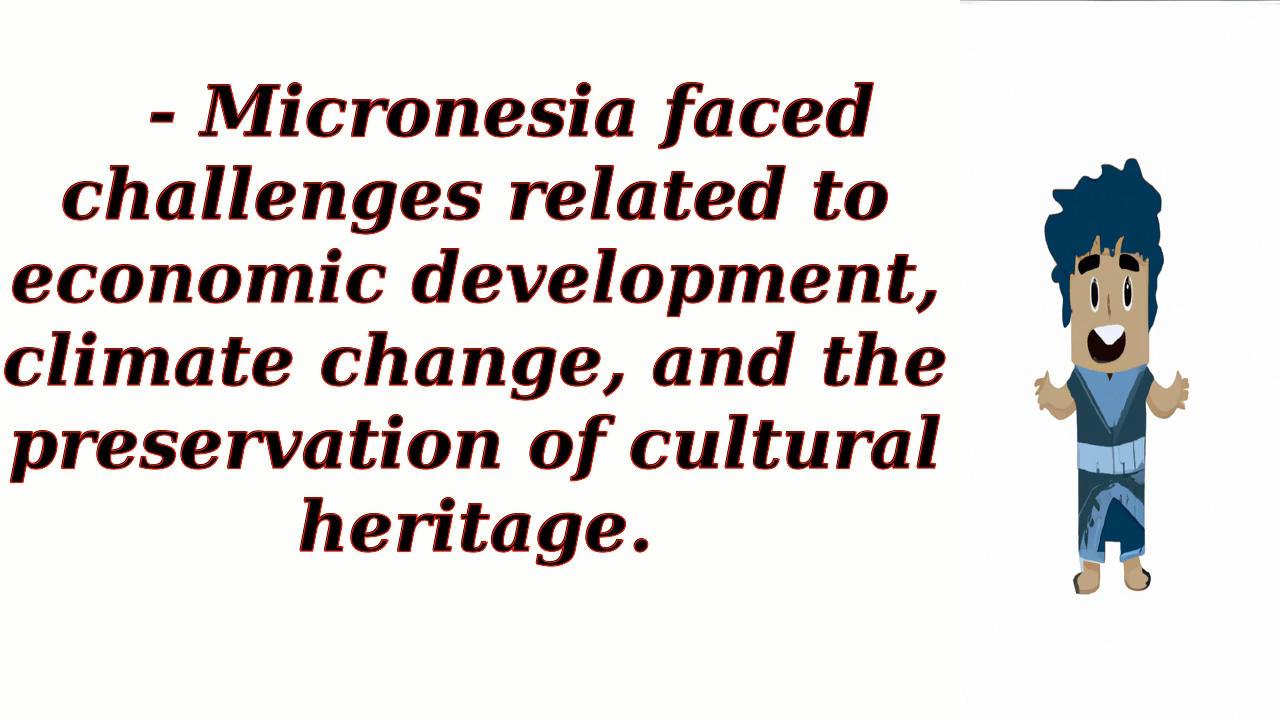 - Micronesia faced
challenges related to
economic development,
climate change, and the
preservation of cultural
heritage.